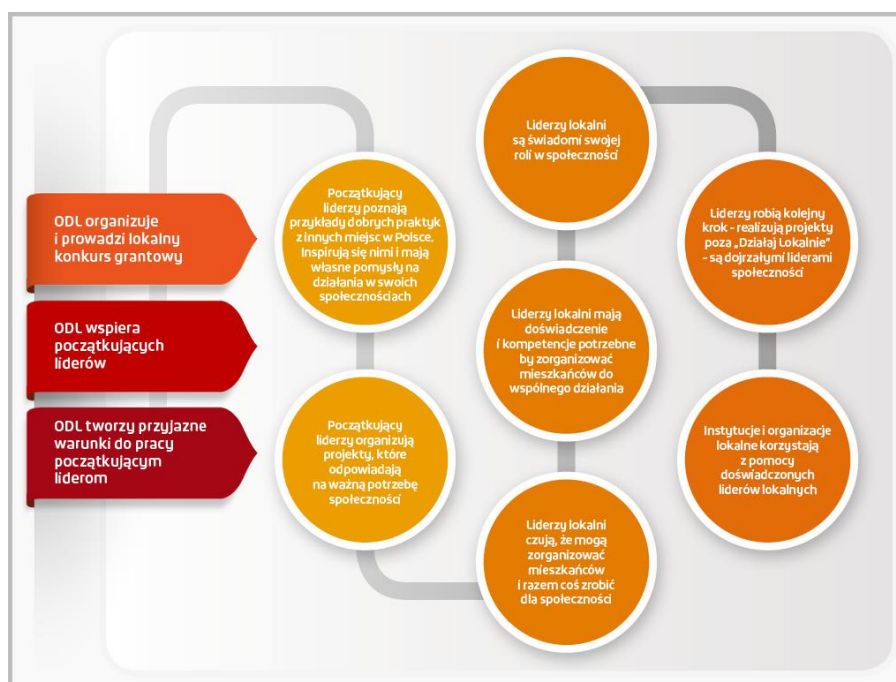 ODL organizuje
i prowadzi lokalny
konkurs grantowy
ODL wspiera
początkujących
liderów
ODL tworzy przyjazne
warunki do pracy
początkującym
liderom
Początkujący
liderzy poznają
przykłady dobrych praktyk
z innych miejsc w Polsce.
Inspirują się nimi i mają
własne pomysły na
działania w swoich
społecznościach
Początkujący
liderzy organizują
projekty, które
odpowiadają
na ważną potrzebę
społeczności
Liderzy lokalni
czują, że mogą
zorganizować
mieszkańców
i razem coś zrobić
dla społeczności
Liderzy lokalni mają
doświadczenie
i kompetencje potrzebne
by zorganizować
mieszkańców do
wspólnego działania
Liderzy lokalni
są świadomi swojej
roli w społeczności
Liderzy robią kolejny
krok - realizują projekty
poza „Działaj Lokalnie”
- są dojrzałymi liderami
społeczności
Instytucje i organizacje
lokalne korzystają
z pomocy
doświadczonych
liderów lokalnych